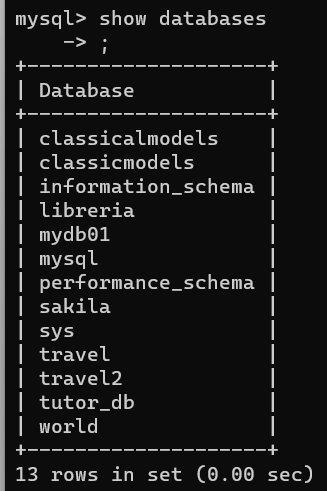 mysql> show databases
    -> ;
+--------------------+
| Database           |
+--------------------+
| classicalmodels    |
| classicmodels      |
| information_schema |
| libreria           |
| mydb01             |
| mysql              |
| performance_schema |
| sakila             |
| sys                |
| travel             |
| travel2            |
| tutor_db           |
| world              |
+--------------------+
13 rows in set (0.00 sec)